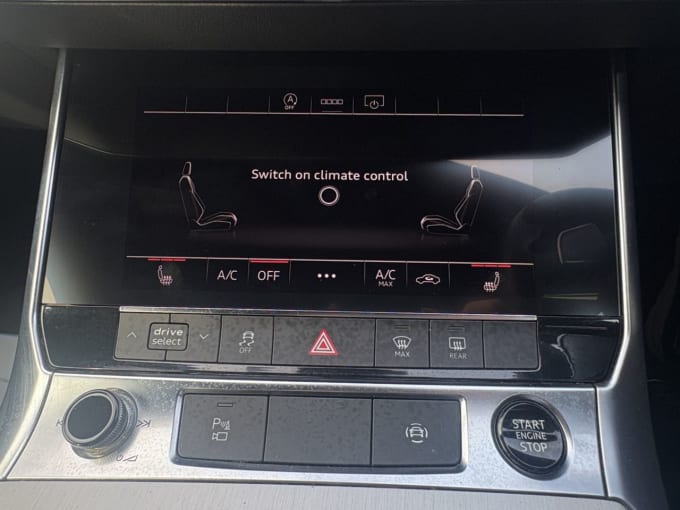 A
OFF
Switch on climate control
A/C
OFF
A/C
MAX
drive
select
OFF
MAX
REAR
P
START
ENGINE
STOP